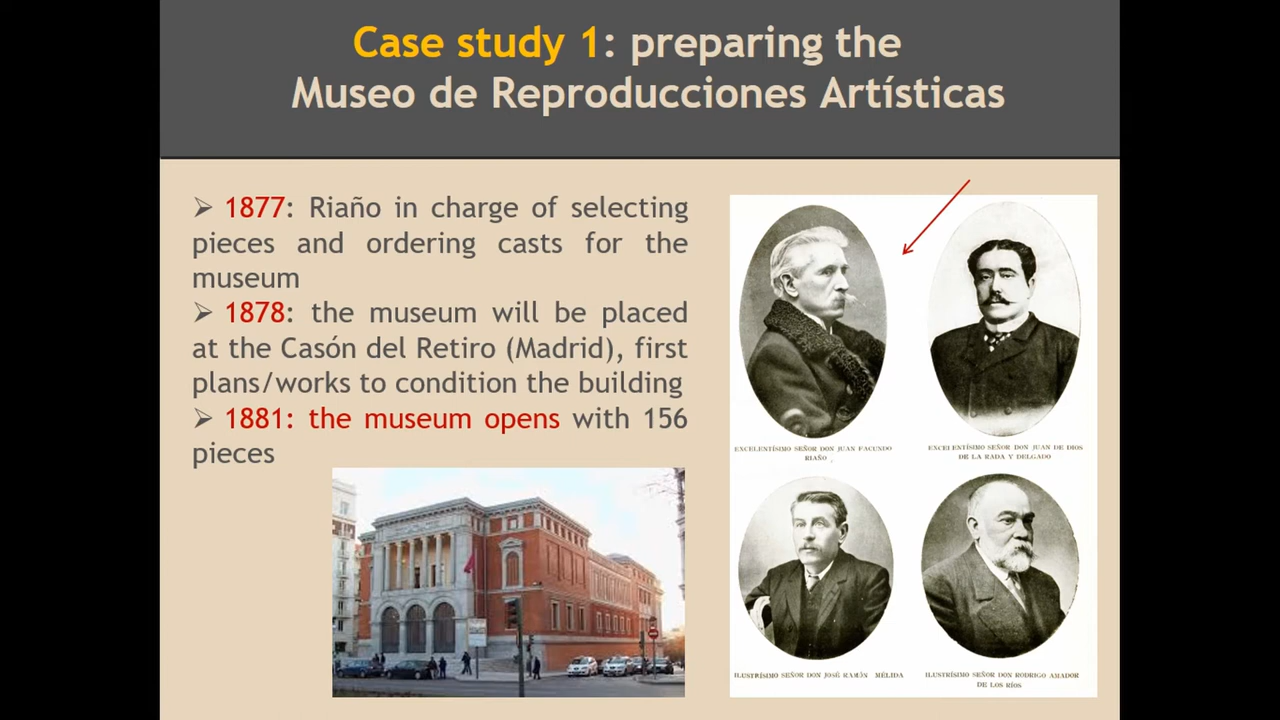 Case study 1: preparing the
Museo de Reproducciones Artísticas
➢ 1877: Riaño in charge of selecting
pieces and ordering casts for the
museum
➢ 1878: the museum will be placed
at the Casón del Retiro (Madrid), first
plans/works to condition the building
➢ 1881: the museum opens with 156
pieces
EXCELENTÍSIMO SEÑOR DON JUAN FACUNDO
RIAÑO
EXCELENTÍSIMO SEÑOR DON JUAN DE DIOS
DE LA RADA Y DELGADO
ILUSTRÍSIMO SEÑOR DON JOSÉ RAMÓN MÉLIDA
ILUSTRÍSIMO SEÑOR DON RODRIGO AMADOR
DE LOS RÍOS